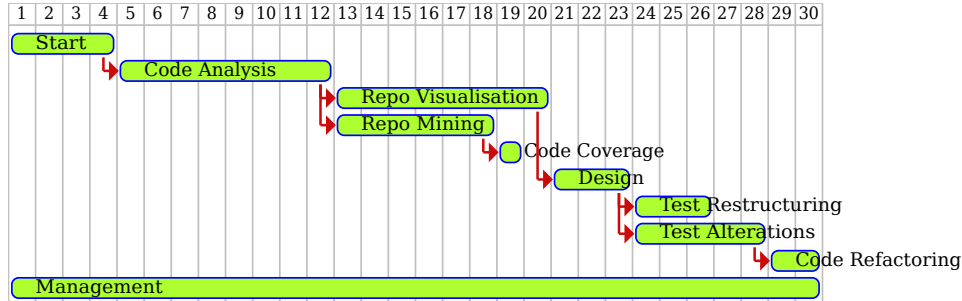 1 2 3 4 5 6 7 8 9 10 11 12 13 14 15 16 17 18 19 20 21 22 23 24 25 26 27 28 29 30
Start
Code Analysis
Repo Visualisation
Repo Mining
Code Coverage
Design
Test Restructuring
Test Alterations
Code Refactoring
Management